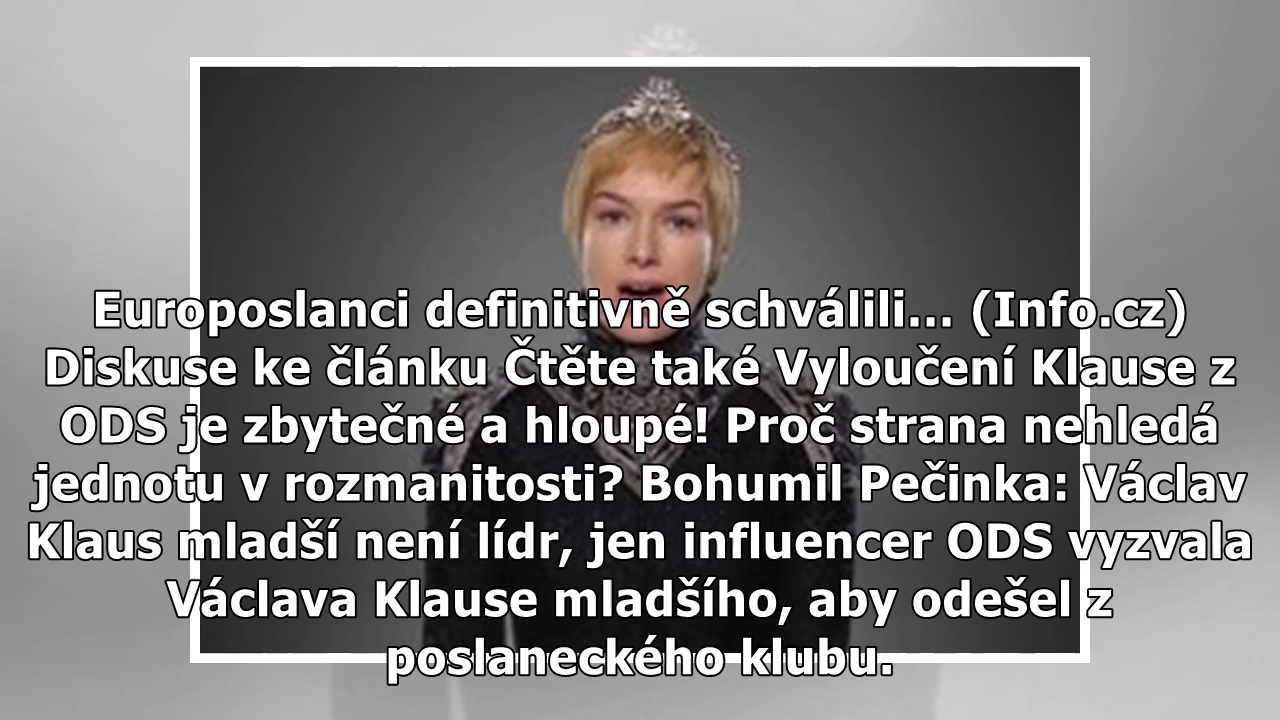 Europoslanci definitivně schválili... (Info.cz)
Diskuse ke článku Čtěte také Vyloučení Klause z
ODS je zbytečné a hloupé! Proč strana nehledá
jednotu v rozmanitosti? Bohumil Pečinka: Václav
Klaus mladší není lídr, jen influencer ODS vyzvala
Václava Klause mladšího, aby odešel z
poslaneckého klubu.